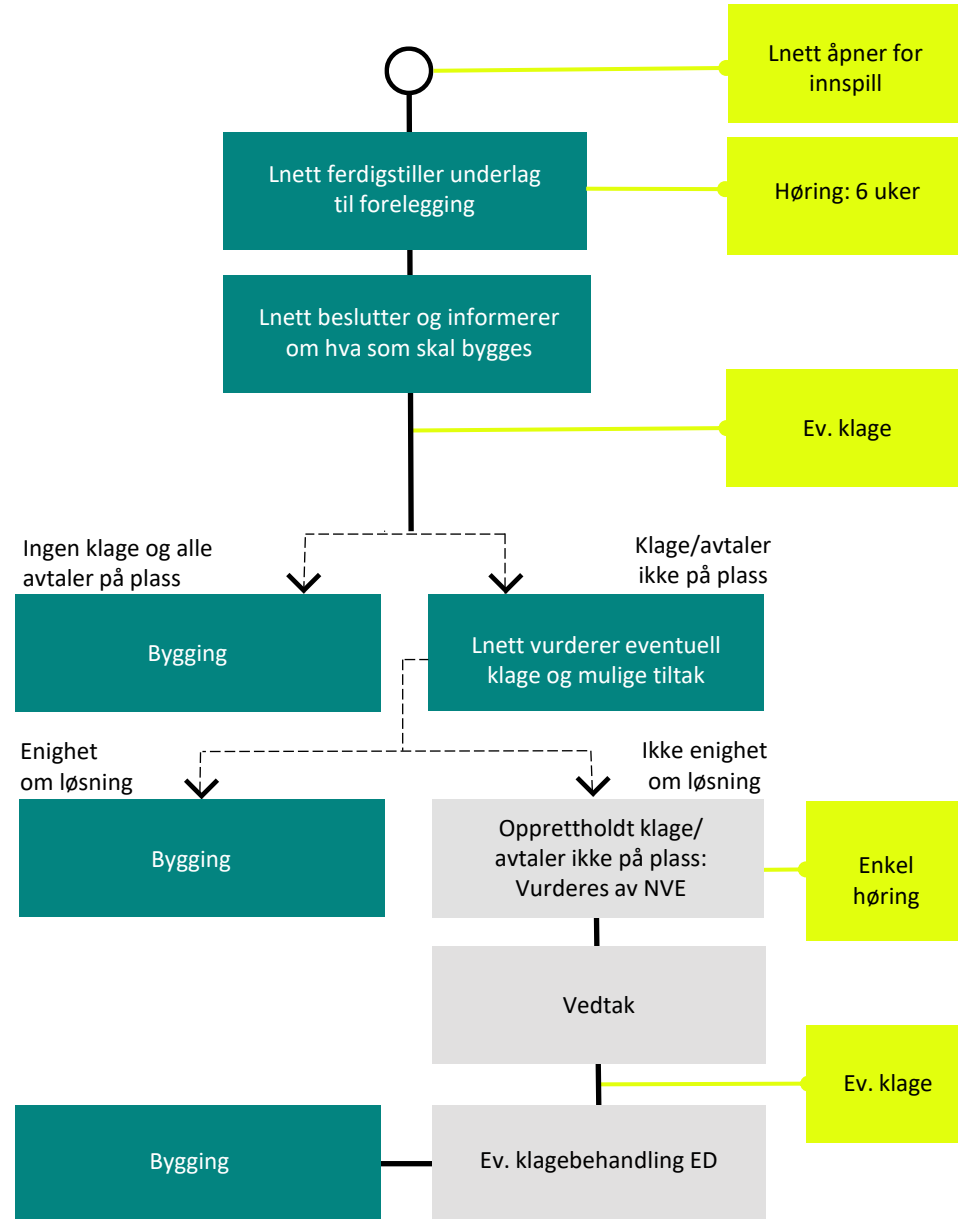 Lnett åpner for
innspill
Lnett ferdigstiller underlag
til forelegging
Høring: 6 uker
Lnett beslutter og informerer
om hva som skal bygges
Ev. klage
Ingen klage og alle
avtaler på plass
Klage/avtaler
ikke på plass
Bygging
Lnett vurderer eventuell
klage og mulige tiltak
Enighet
om løsning
Ikke enighet
om løsning
Bygging
Opprettholdt klage/
avtaler ikke på plass:
Vurderes av NVE
Enkel
høring
Vedtak
Ev. klage
Bygging
Ev. klagebehandling ED